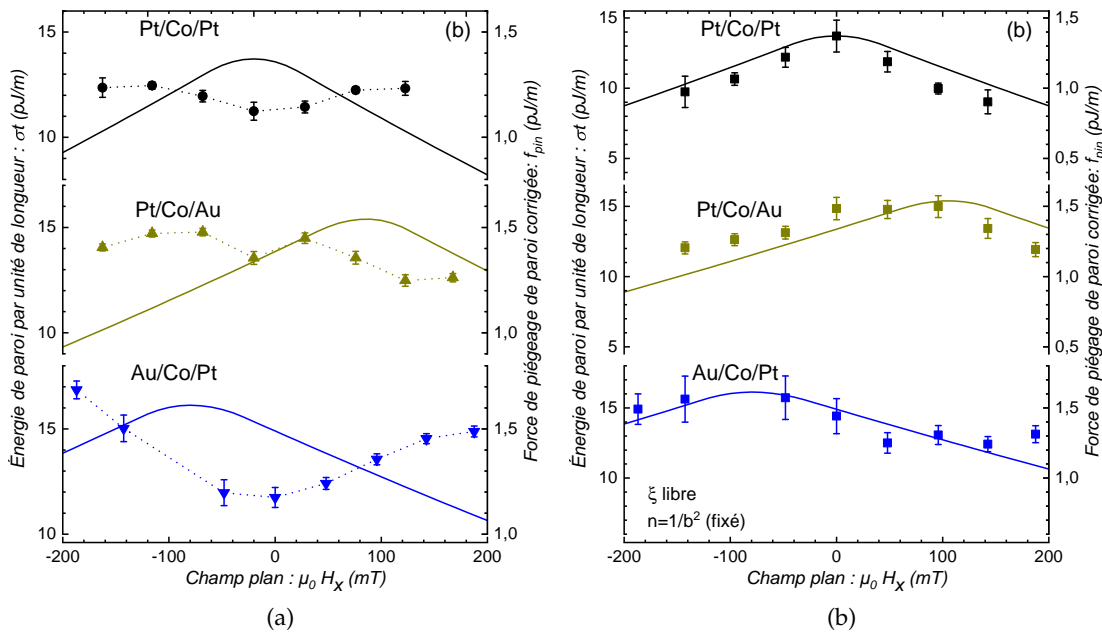 Pt/Co/Pt
(b)
15
10
1,5
1,0
Pt/Co/Au
15
10
1,5
1,0
Au/Co/Pt
15
10
1,5
1,0
-200
-100
0
100
200
Champ plan : μ0 Hx (mT)
Énergie de paroi par unité de longueur : σt (pJ/m)
Force de piégeage de paroi corrigée: fpin (pJ/m)
(a)
Pt/Co/Pt
(b)
15
10
5
1,5
1,0
0,5
Pt/Co/Au
15
10
5
1,5
1,0
0,5
Au/Co/Pt
15
10
1,5
1,0
ξ libre
n=1/b² (fixé)
-200
-100
0
100
200
Champ plan : μ0 Hx (mT)
Énergie de paroi par unité de longueur : σt (pJ/m)
Force de piégage de paroi corrigée: fpin (pJ/m)
(b)